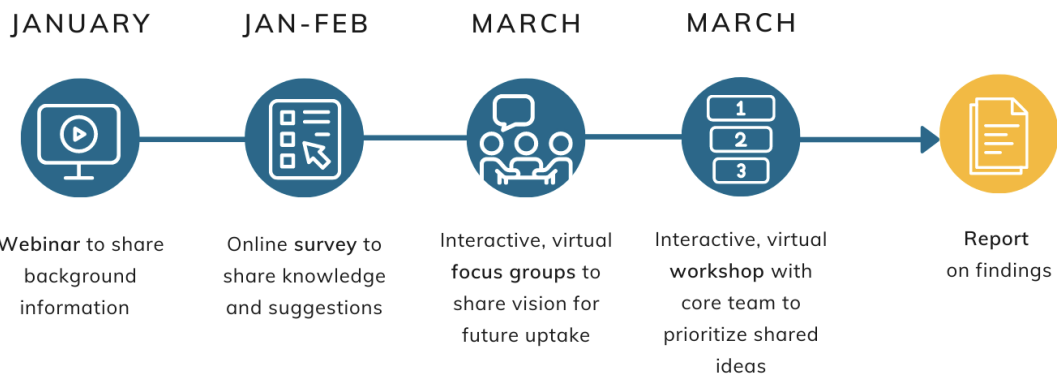 JANUARY
JAN-FEB
MARCH
MARCH
1
2
3
Webinar to share
background
information
Online survey to
share knowledge
and suggestions
Interactive, virtual
focus groups to
share vision for
future uptake
Interactive, virtual
workshop with
core team to
prioritize shared
ideas
Report
on findings